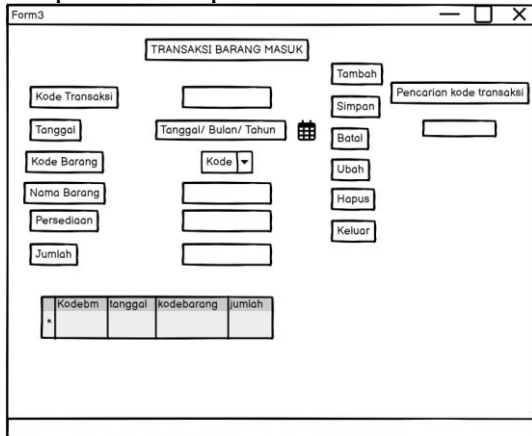 Form3
TRANSAKSI BARANG MASUK
Kode Transaksi
Tanggal
Tanggal/ Bulan/ Tahun
Kode Barang
Kode
Nama Barang
Persediaan
Jumlah
Tambah
Simpan
Batal
Ubah
Hapus
Keluar
Pencarian kode transaksi
Kodebm tanggal kodebarang jumlah
*